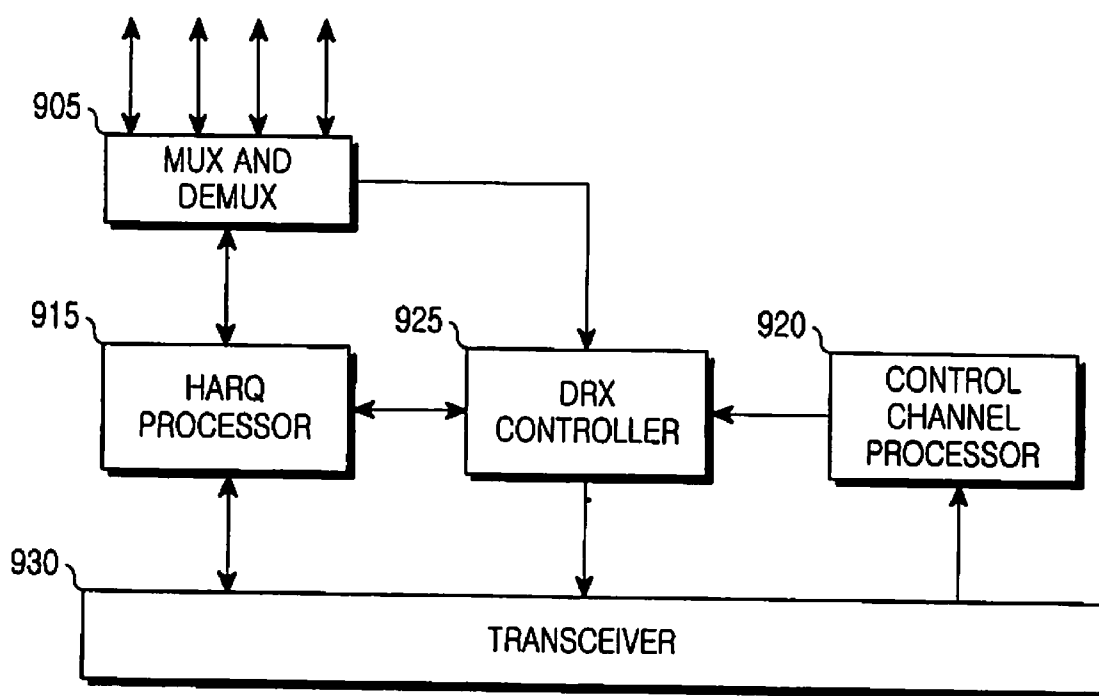 905
MUX AND
DEMUX
915
HARQ
PROCESSOR
925
DRX
CONTROLLER
920
CONTROL
CHANNEL
PROCESSOR
930
TRANSCEIVER